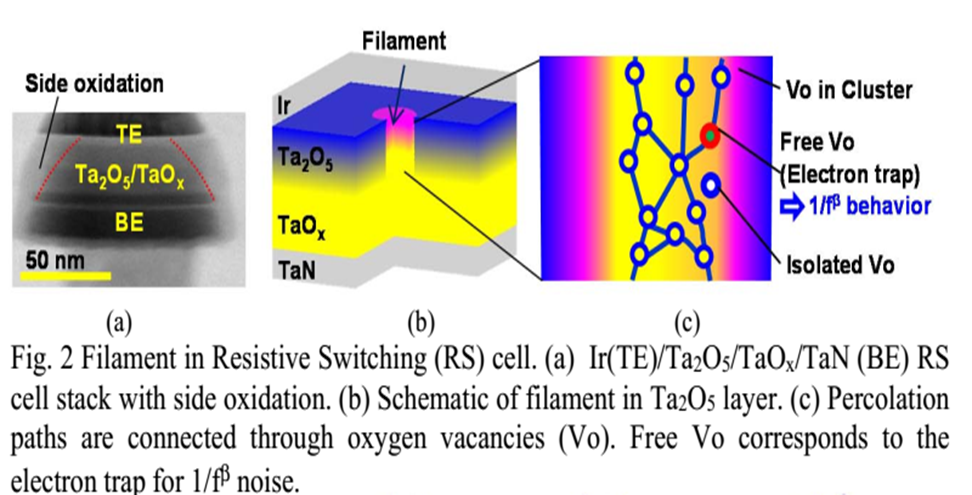 Filament
Side oxidation
TE
Ta₂O₅/TaOₓ
BE
50 nm
Ir
Ta₂O₅
TaOₓ
TaN
Vo in Cluster
Free Vo
(Electron trap)
⇨ 1/fᵝ behavior
Isolated Vo
(a)
(b)
(c)
Fig. 2 Filament in Resistive Switching (RS) cell. (a) Ir(TE)/Ta₂O₅/TaOₓ/TaN (BE) RS
cell stack with side oxidation. (b) Schematic of filament in Ta₂O₅ layer. (c) Percolation
paths are connected through oxygen vacancies (Vo). Free Vo corresponds to the
electron trap for 1/fᵝ noise.